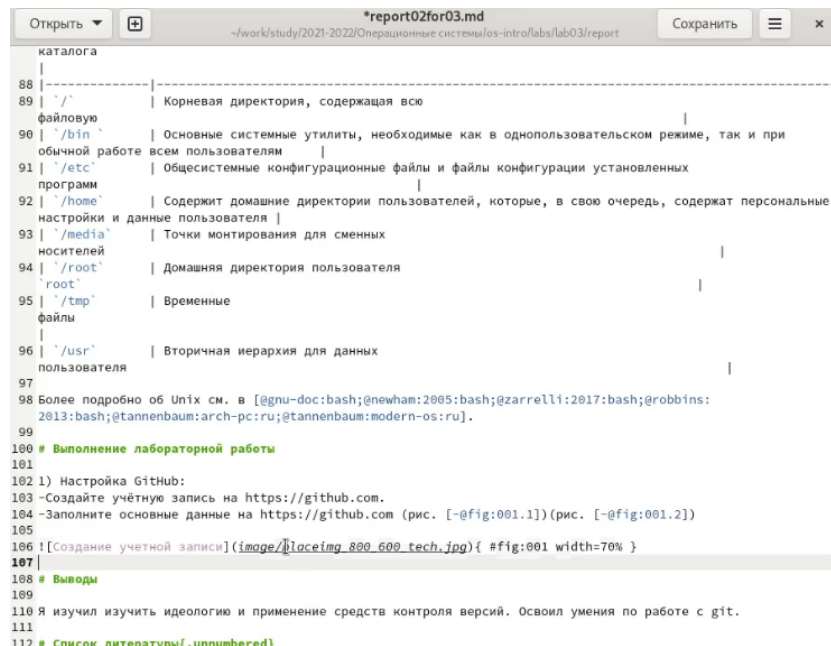 Открыть
*report02for03.md
~/work/study/2021-2022/Операционные системы/os-intro/labs/lab03/report
Сохранить
каталога
|
88 |--------------|--------------------------------------------------------------------------------
89 | `/` | Корневая директория, содержащая всю
файловую |
90 | `/bin ` | Основные системные утилиты, необходимые как в однопользовательском режиме, так и при
обычной работе всем пользователям |
91 | `/etc` | Общесистемные конфигурационные файлы и файлы конфигурации установленных
программ |
92 | `/home` | Содержит домашние директории пользователей, которые, в свою очередь, содержат персональные
настройки и данные пользователя |
93 | `/media` | Точки монтирования для сменных
носителей |
94 | `/root` | Домашняя директория пользователя
`root` |
95 | `/tmp` | Временные
файлы
|
96 | `/usr` | Вторичная иерархия для данных
пользователя |
97
98 Более подробно об Unix см. в [@gnu-doc:bash;@newham:2005:bash;@zarrelli:2017:bash;@robbins:
2013:bash;@tannenbaum:arch-pc:ru;@tannenbaum:modern-os:ru].
99
100 # Выполнение лабораторной работы
101
102 1) Настройка GitHub:
103 -Создайте учётную запись на https://github.com.
104 -Заполните основные данные на https://github.com (рис. [-@fig:001.1])(рис. [-@fig:001.2])
105
106 ![Создание учетной записи](image/placeimg_800_600_tech.jpg){ #fig:001 width=70% }
107
108 # Выводы
109
110 Я изучил изучить идеологию и применение средств контроля версий. Освоил умения по работе с git.
111
112 # Список литературы{.unnumbered}